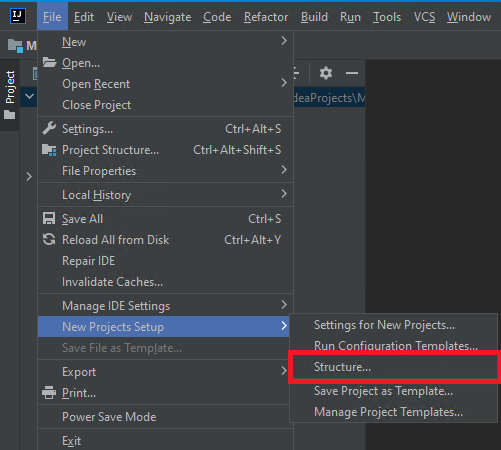 IJ File Edit View Navigate Code Refactor Build Run Tools VCS Window
M
Project
deaProjects\M
New
Open...
Open Recent
Close Project
Settings... Ctrl+Alt+S
Project Structure... Ctrl+Alt+Shift+S
File Properties
Local History
Save All Ctrl+S
Reload All from Disk Ctrl+Alt+Y
Repair IDE
Invalidate Caches...
Manage IDE Settings
New Projects Setup
Save File as Template...
Export
Print...
Power Save Mode
Exit
Settings for New Projects...
Run Configuration Templates...
Structure...
Save Project as Template...
Manage Project Templates...